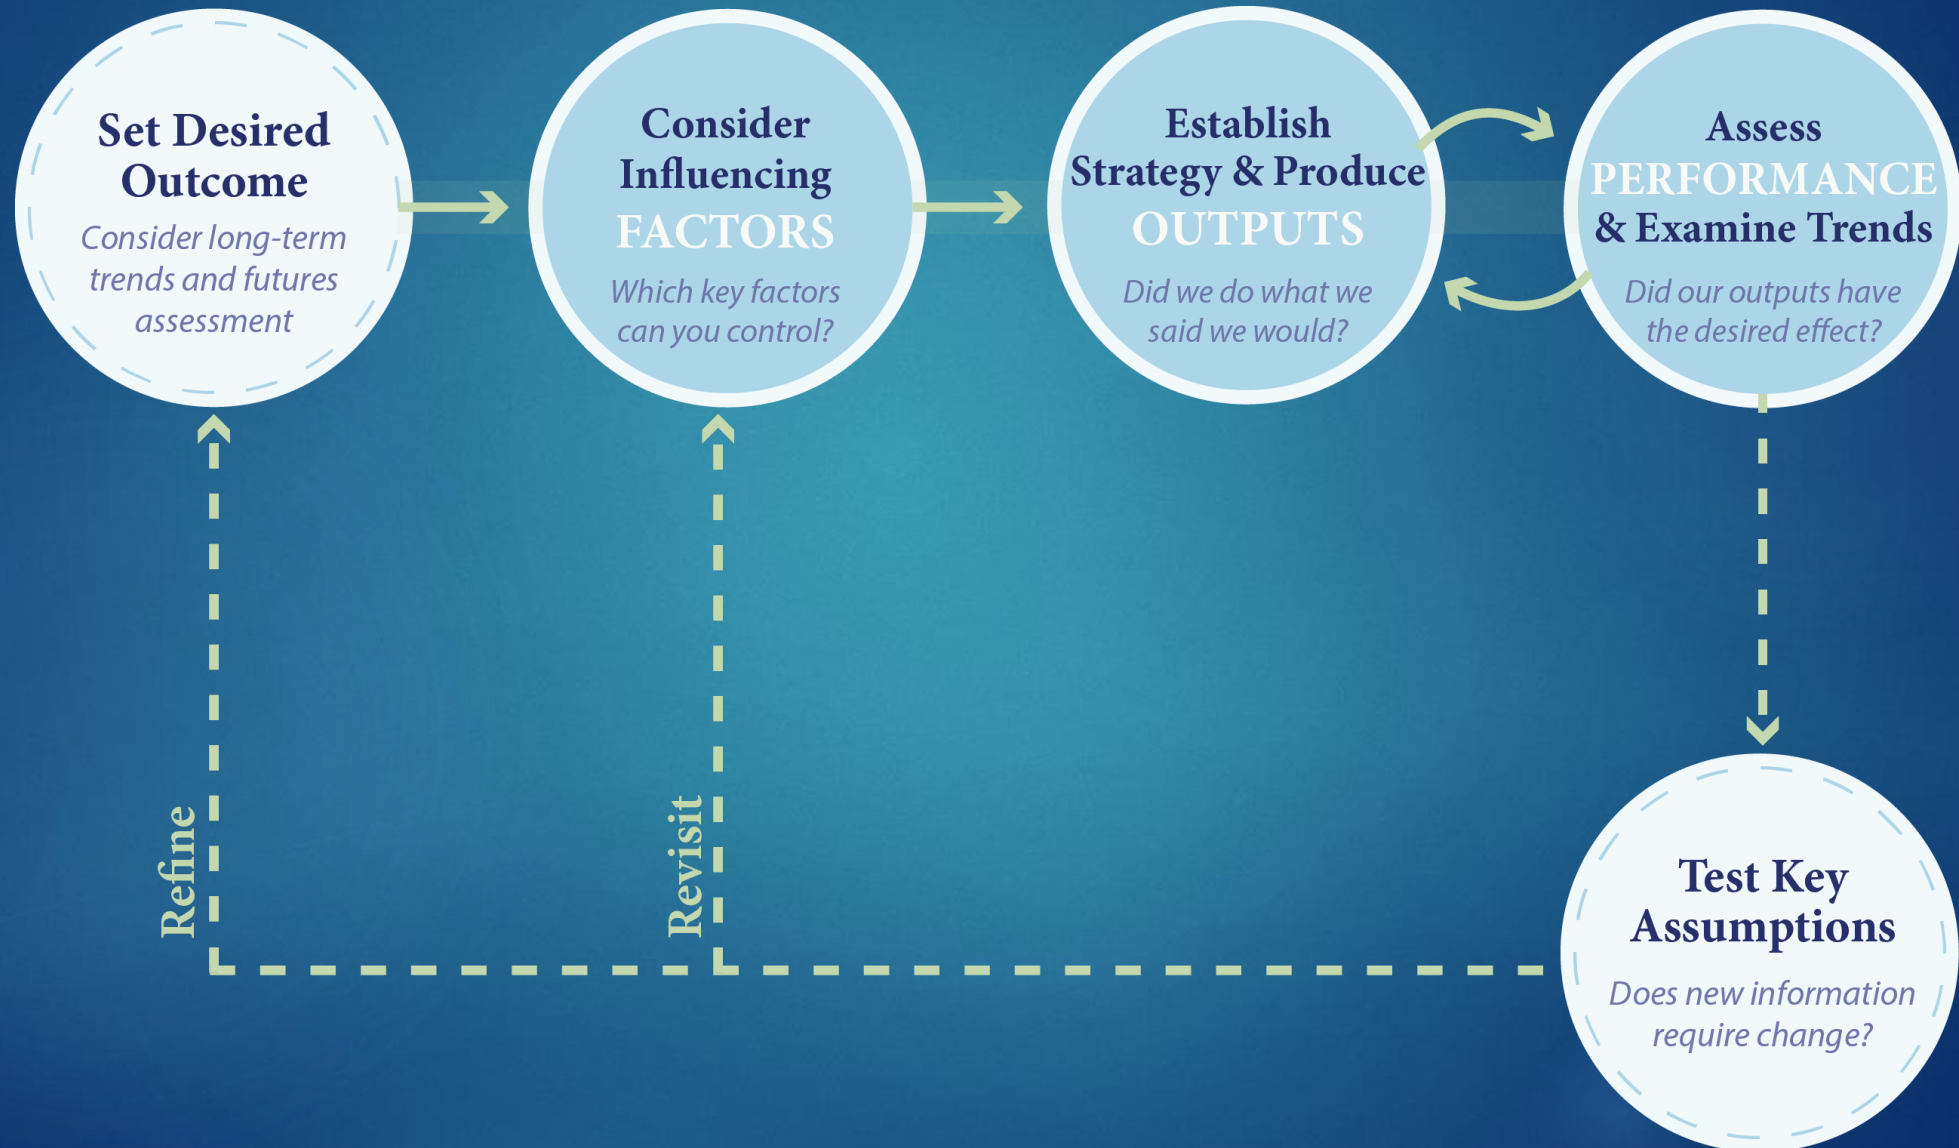 Set Desired
Outcome
Consider long-term
trends and futures
assessment
Consider
Influencing
FACTORS
Which key factors
can you control?
Establish
Strategy & Produce
OUTPUTS
Did we do what we
said we would?
Assess
PERFORMANCE
& Examine Trends
Did our outputs have
the desired effect?
Refine
Revisit
Test Key
Assumptions
Does new information
require change?